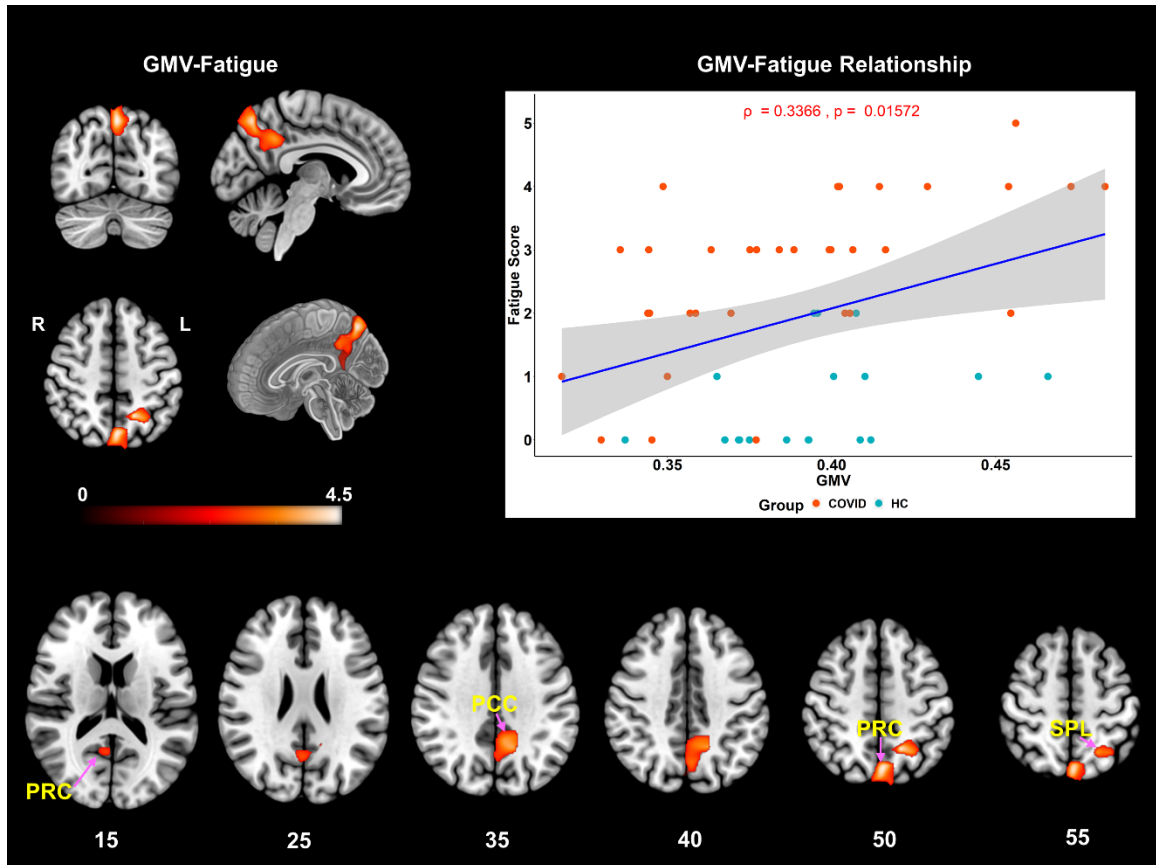 GMV-Fatigue
GMV-Fatigue Relationship
ρ = 0.3366 , p = 0.01572
5
4
3
2
1
0
Fatigue Score
0.35
0.40
0.45
GMV
Group COVID HC
R
L
0
4.5
PRC
PCC
PRC
SPL
15
25
35
40
50
55